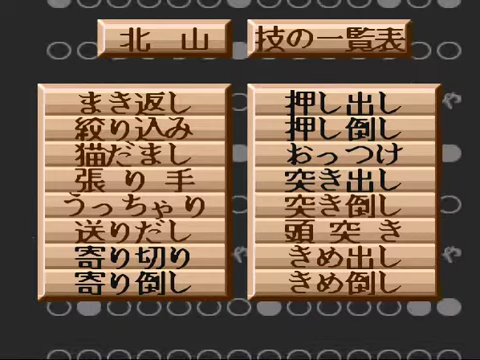 北 山
技の一覧表
まき返し
絞り込み
猫だまし
張り手
うっちゃり
送りだし
寄り切り
寄り倒し
押し出し
押し倒し
おっつけ
突き出し
突き倒し
頭突き
きめ出し
きめ倒し